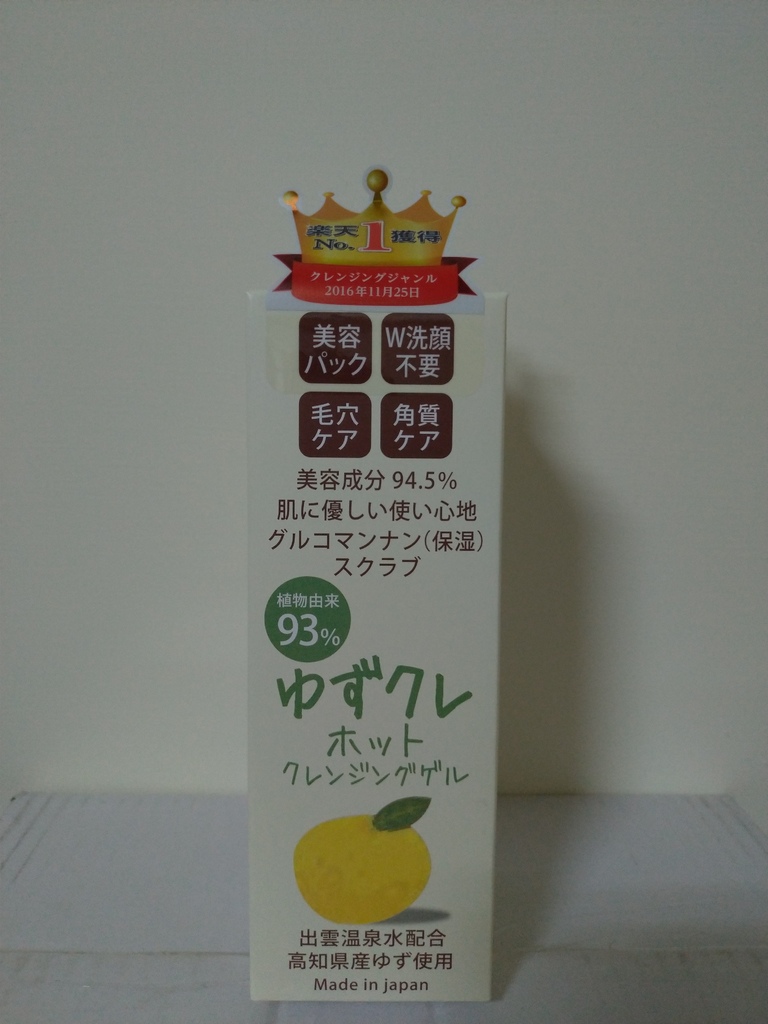 楽天
No.1獲得
クレンジングジャンル
2016年11月25日
美容
パック
W洗顔
不要
毛穴
ケア
角質
ケア
美容成分 94.5%
肌に優しい使い心地
グルコマンナン(保湿)
スクラブ
植物由来
93%
ゆずクレ
ホット
クレンジングゲル
出雲温泉水配合
高知県産ゆず使用
Made in japan